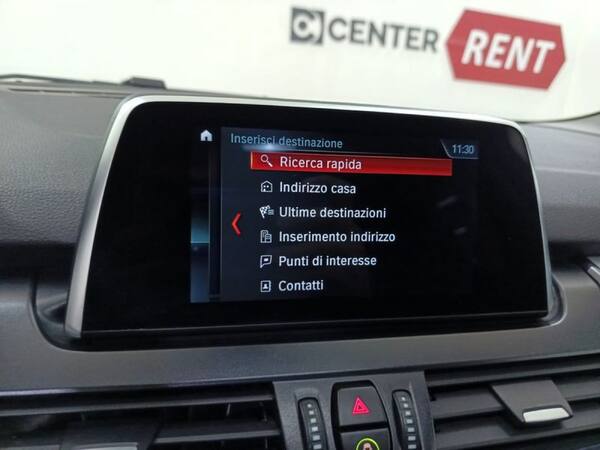 C CENTER RENT
Inserisci destinazione
11:30
Ricerca rapida
Indirizzo casa
Ultime destinazioni
Inserimento indirizzo
Punti di interesse
Contatti